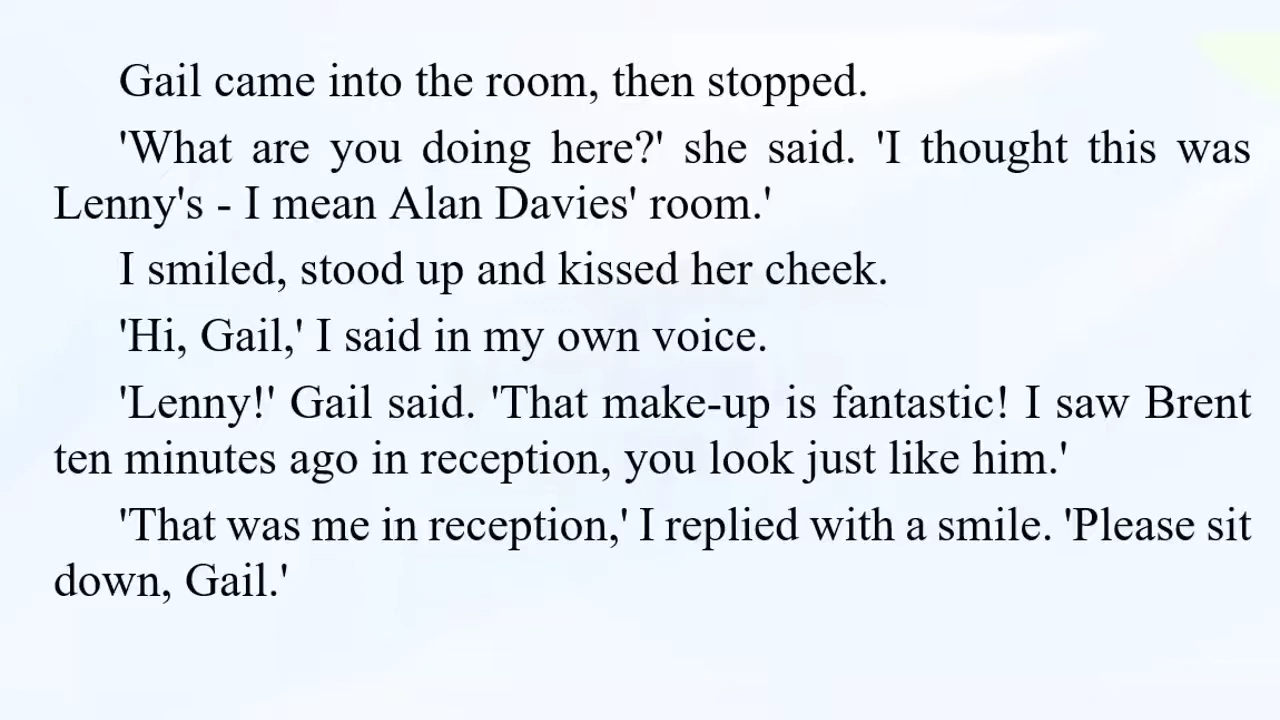 Gail came into the room, then stopped.
'What are you doing here?' she said. 'I thought this was
Lenny's - I mean Alan Davies' room.'
I smiled, stood up and kissed her cheek.
'Hi, Gail,' I said in my own voice.
'Lenny!' Gail said. 'That make-up is fantastic! I saw Brent
ten minutes ago in reception, you look just like him.'
'That was me in reception,' I replied with a smile. 'Please sit
down, Gail.'